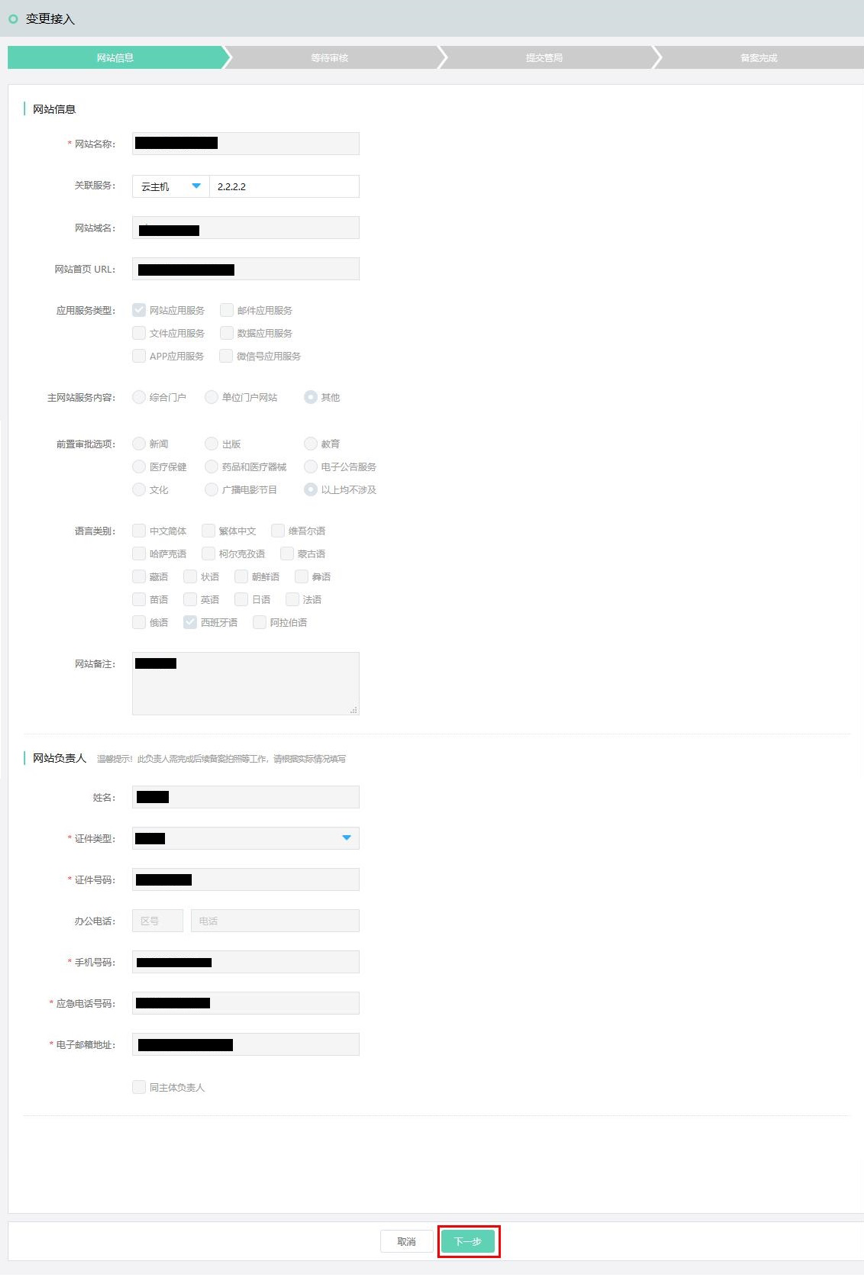 变更接入
网站信息 等待审核 提交管局 备案完成
网站信息
* 网站名称：
关联服务： 云主机 2.2.2.2
网站域名：
网站首页 URL：
应用服务类型： 网站应用服务 邮件应用服务
文件应用服务 数据应用服务
APP应用服务 微信号应用服务
主网站服务内容： 综合门户 单位门户网站 其他
前置审批选项： 新闻 出版 教育
医疗保健 药品和医疗器械 电子公告服务
文化 广播电影节目 以上均不涉及
语言类别： 中文简体 繁体中文 维吾尔语
哈萨克语 柯尔克孜语 蒙古语
藏语 状语 朝鲜语 彝语
苗语 英语 日语 法语
俄语 西班牙语 阿拉伯语
网站备注：
网站负责人 温馨提示！此负责人需完成后续备案拍照等工作，请根据实际情况填写
姓名：
* 证件类型：
* 证件号码：
办公电话： 区号 电话
* 手机号码：
* 应急电话号码：
* 电子邮箱地址：
同主体负责人
取消 下一步